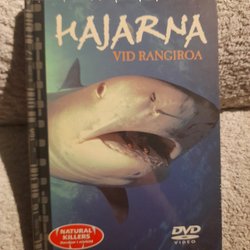 HAJARNA
VID RANGIROA
NATURAL
KILLERS
DVD
VIDEO